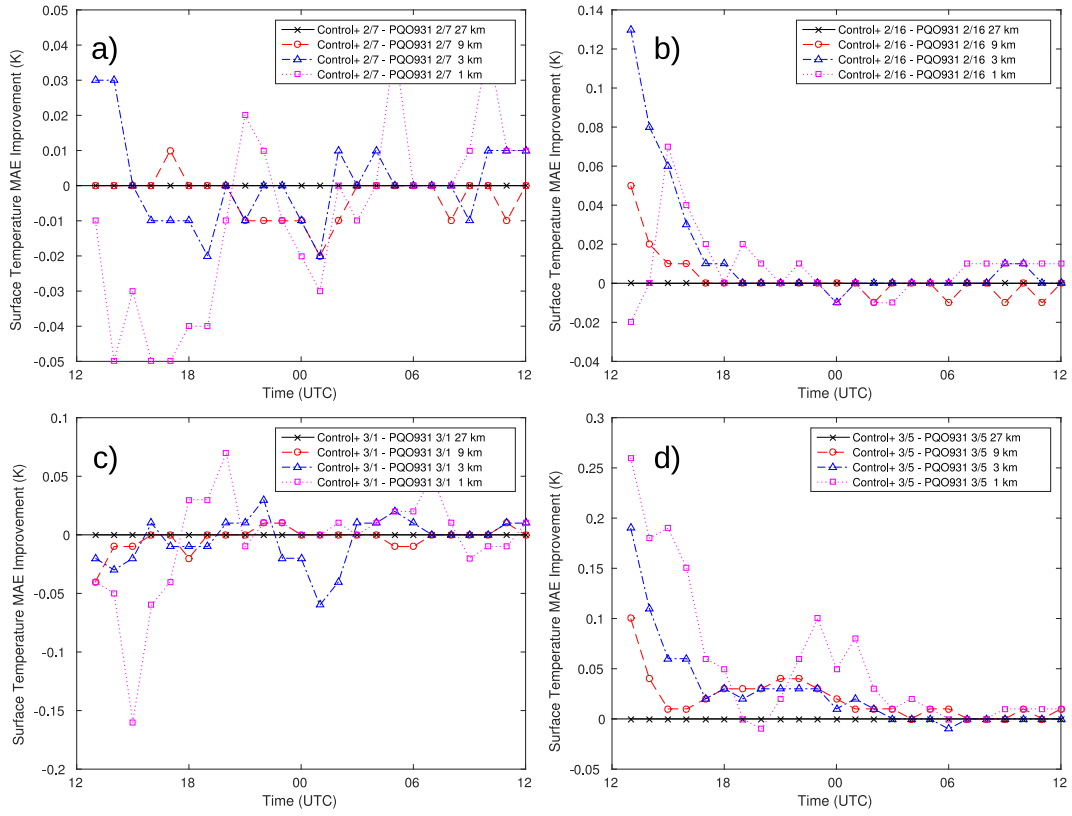 a)
Control+ 2/7 - PQO931 2/7 27 km
Control+ 2/7 - PQO931 2/7 9 km
Control+ 2/7 - PQO931 2/7 3 km
Control+ 2/7 - PQO931 2/7 1 km
Surface Temperature MAE Improvement (K)
0.05
0.04
0.03
0.02
0.01
0
-0.01
-0.02
-0.03
-0.04
-0.05
12 18 00 06 12
Time (UTC)
b)
Control+ 2/16 - PQO931 2/16 27 km
Control+ 2/16 - PQO931 2/16 9 km
Control+ 2/16 - PQO931 2/16 3 km
Control+ 2/16 - PQO931 2/16 1 km
Surface Temperature MAE Improvement (K)
0.14
0.12
0.1
0.08
0.06
0.04
0.02
0
-0.02
-0.04
12 18 00 06 12
Time (UTC)
c)
Control+ 3/1 - PQO931 3/1 27 km
Control+ 3/1 - PQO931 3/1 9 km
Control+ 3/1 - PQO931 3/1 3 km
Control+ 3/1 - PQO931 3/1 1 km
Surface Temperature MAE Improvement (K)
0.1
0.05
0
-0.05
-0.1
-0.15
-0.2
12 18 00 06 12
Time (UTC)
d)
Control+ 3/5 - PQO931 3/5 27 km
Control+ 3/5 - PQO931 3/5 9 km
Control+ 3/5 - PQO931 3/5 3 km
Control+ 3/5 - PQO931 3/5 1 km
Surface Temperature MAE Improvement (K)
0.3
0.25
0.2
0.15
0.1
0.05
0
-0.05
12 18 00 06 12
Time (UTC)